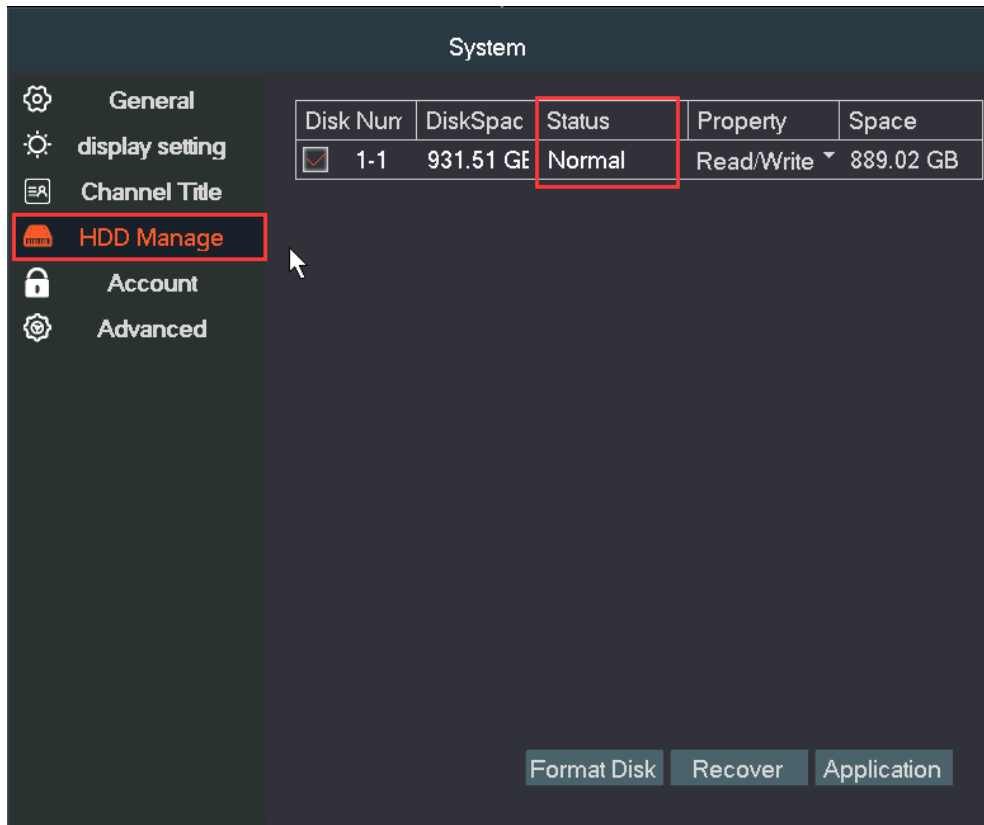 System
General
display setting
Channel Title
HDD Manage
Account
Advanced
Disk Num DiskSpac Status Property Space
1-1 931.51 GE Normal Read/Write 889.02 GB
Format Disk Recover Application